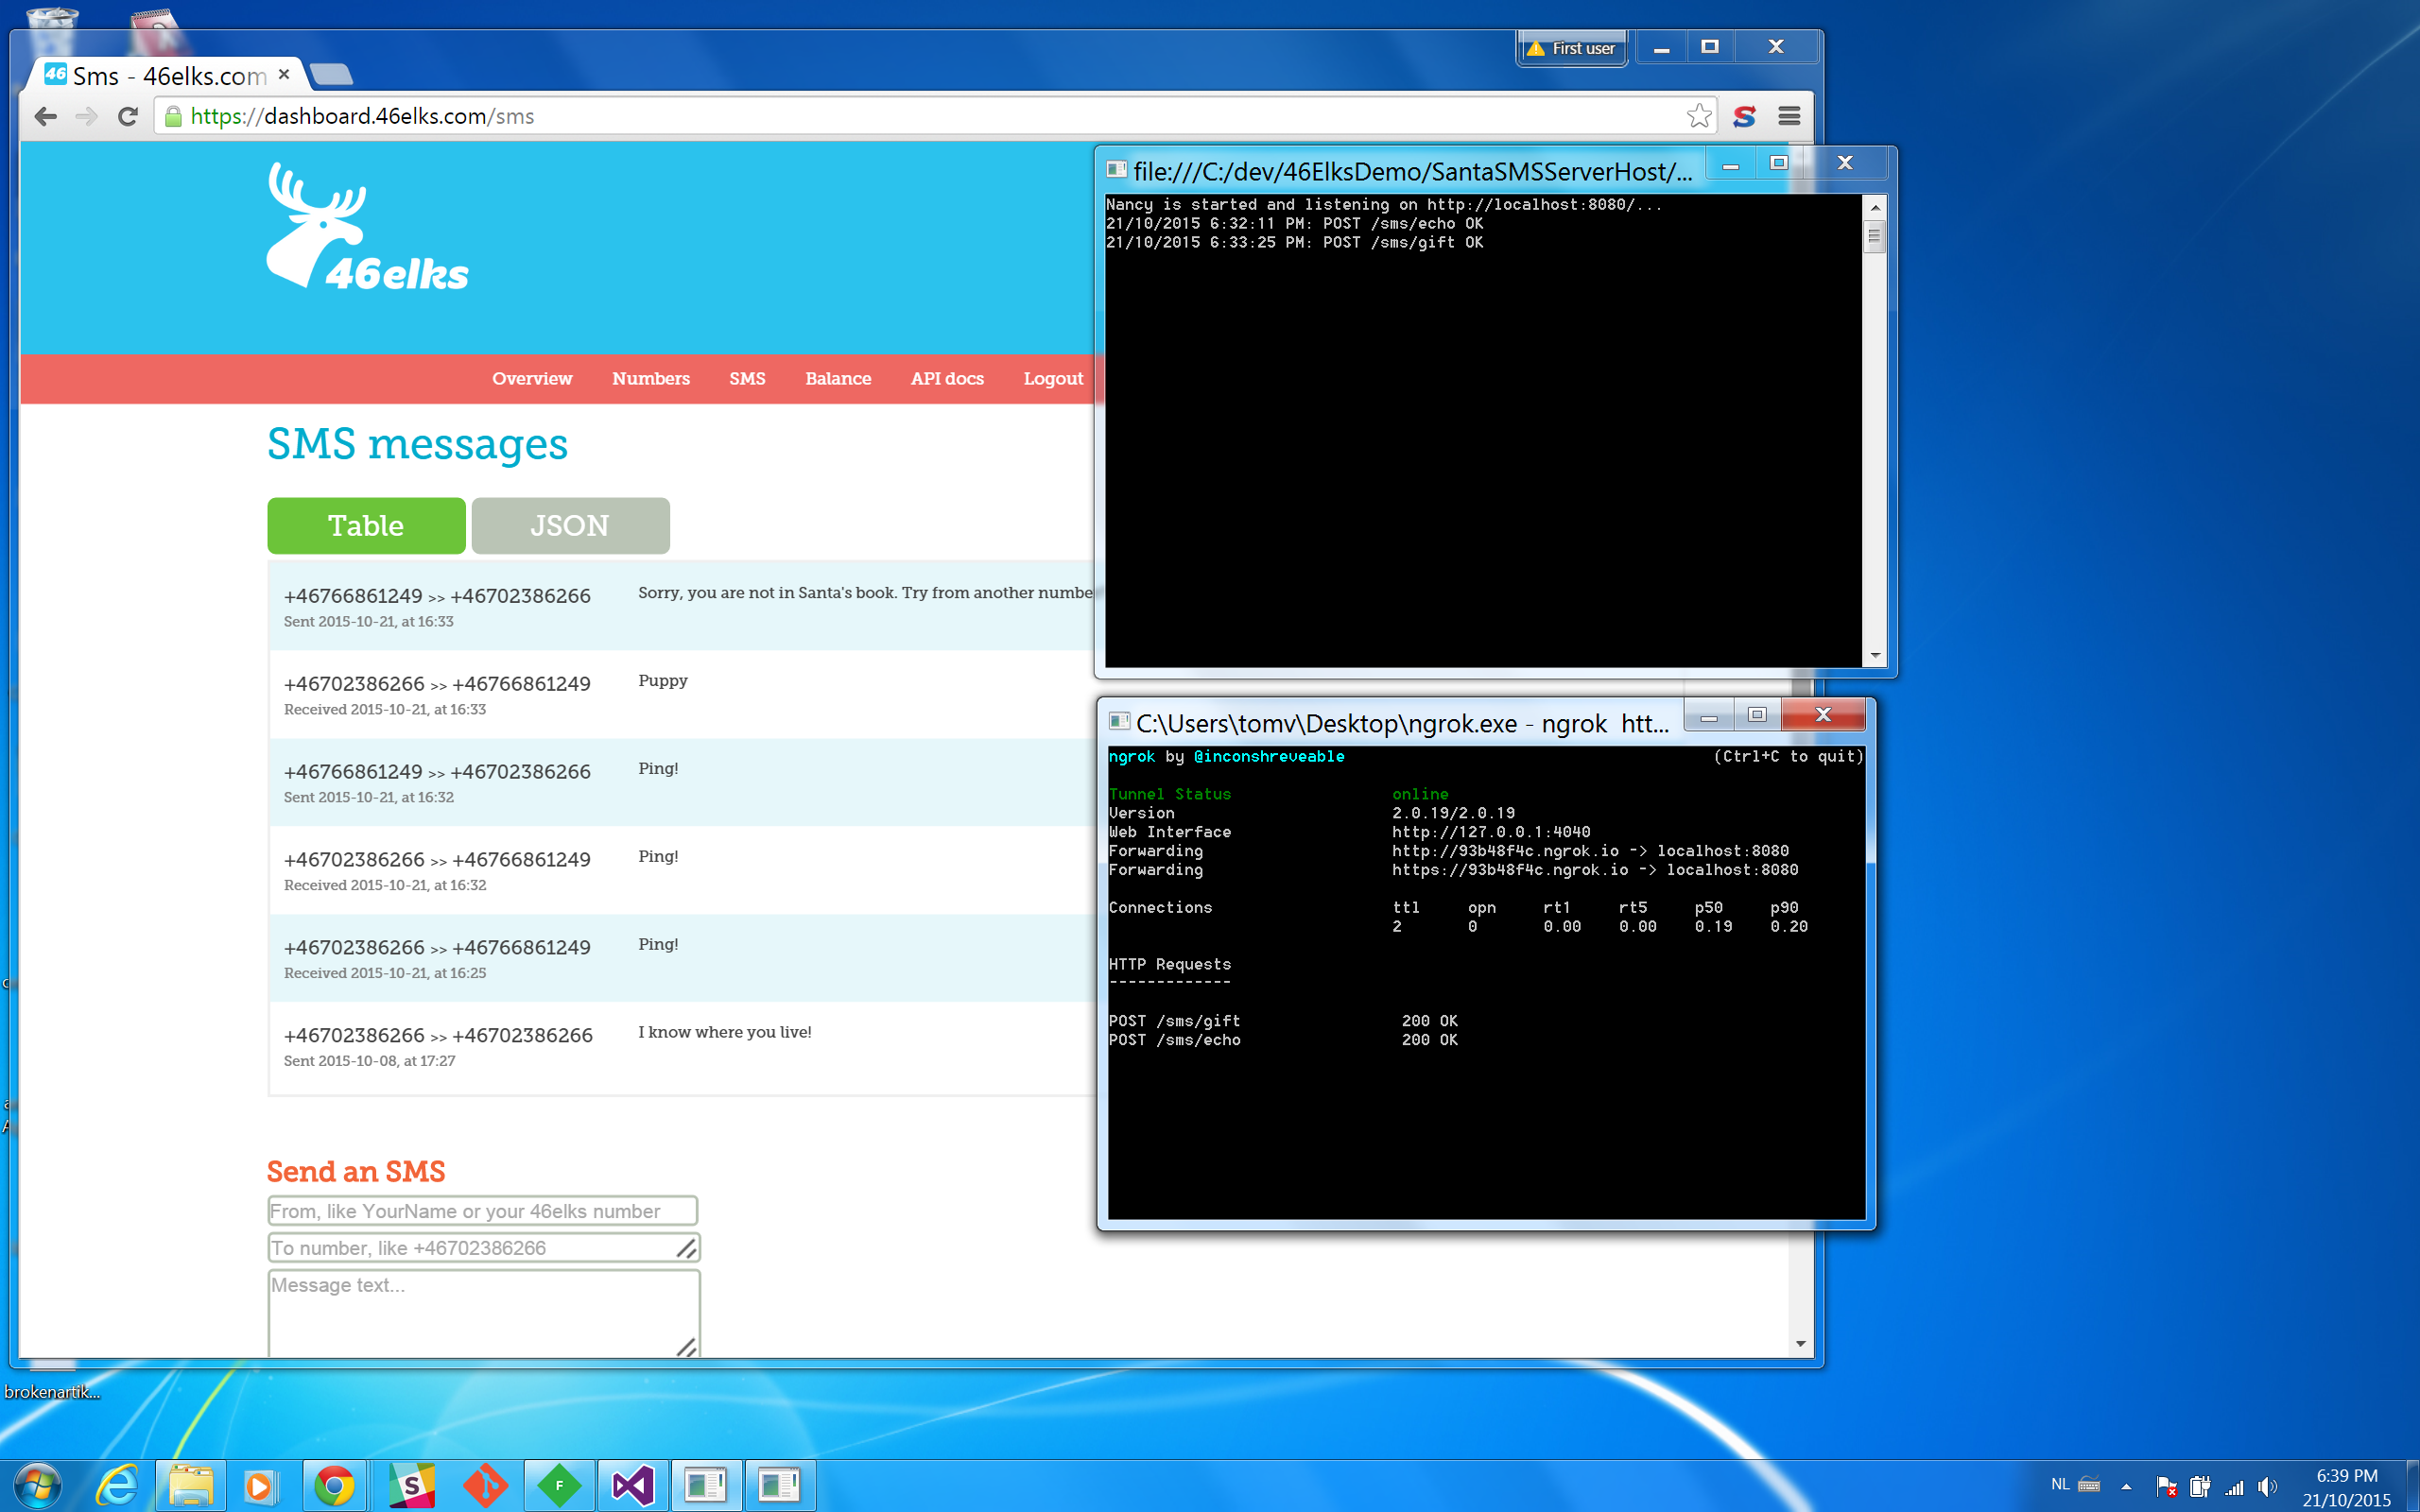 First user
46 Sms - 46elks.com
https://dashboard.46elks.com/sms
46elks
Overview Numbers SMS Balance API docs Logout
SMS messages
Table JSON
+46766861249 >> +46702386266 Sorry, you are not in Santa's book. Try from another number
Sent 2015-10-21, at 16:33
+46702386266 >> +46766861249 Puppy
Received 2015-10-21, at 16:33
+46766861249 >> +46702386266 Ping!
Sent 2015-10-21, at 16:32
+46702386266 >> +46766861249 Ping!
Received 2015-10-21, at 16:32
+46702386266 >> +46766861249 Ping!
Received 2015-10-21, at 16:25
+46702386266 >> +46702386266 I know where you live!
Sent 2015-10-08, at 17:27
Send an SMS
From, like YourName or your 46elks number
To number, like +46702386266
Message text...
file:///C:/dev/46ElksDemo/SantaSMSServerHost/...
Nancy is started and listening on http://localhost:8080/...
21/10/2015 6:32:11 PM: POST /sms/echo OK
21/10/2015 6:33:25 PM: POST /sms/gift OK
C:\Users\tomv\Desktop\ngrok.exe - ngrok htt...
ngrok by @inconshreveable (Ctrl+C to quit)
Tunnel Status online
Version 2.0.19/2.0.19
Web Interface http://127.0.0.1:4040
Forwarding http://93b48f4c.ngrok.io -> localhost:8080
Forwarding https://93b48f4c.ngrok.io -> localhost:8080
Connections ttl opn rt1 rt5 p50 p90
2 0 0.00 0.00 0.19 0.20
HTTP Requests
-------------
POST /sms/gift 200 OK
POST /sms/echo 200 OK
brokenartik...
S
F
NL
6:39 PM
21/10/2015